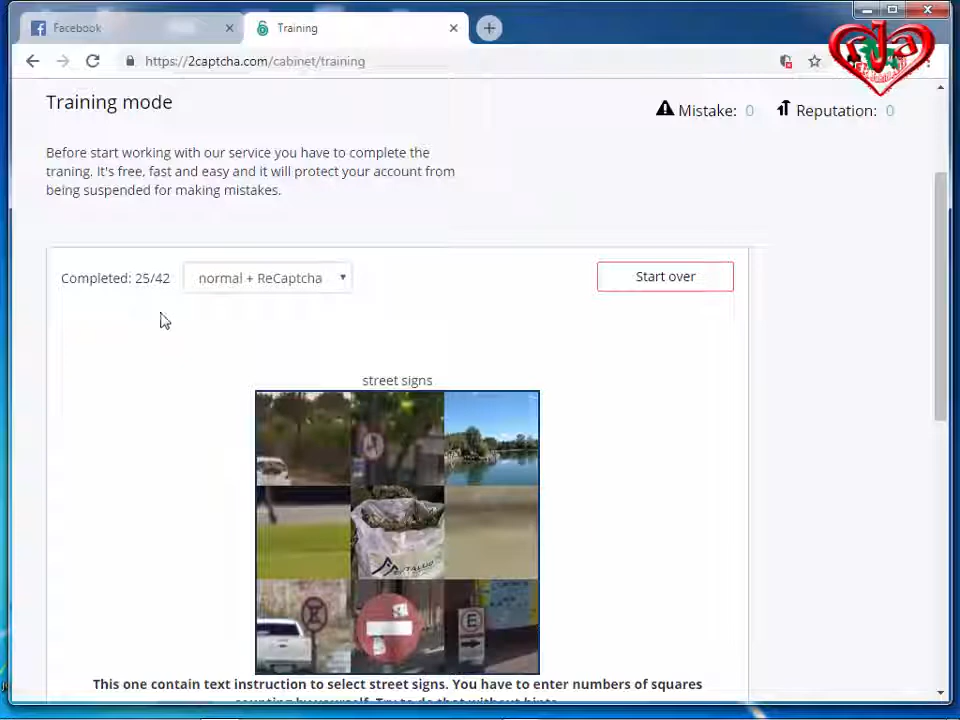 Facebook
Training
https://2captcha.com/cabinet/training
Training mode
Mistake: 0 Reputation: 0
Before start working with our service you have to complete the
traning. It's free, fast and easy and it will protect your account from
being suspended for making mistakes.
Completed: 25/42 normal + ReCaptcha Start over
street signs
E
This one contain text instruction to select street signs. You have to enter numbers of squares